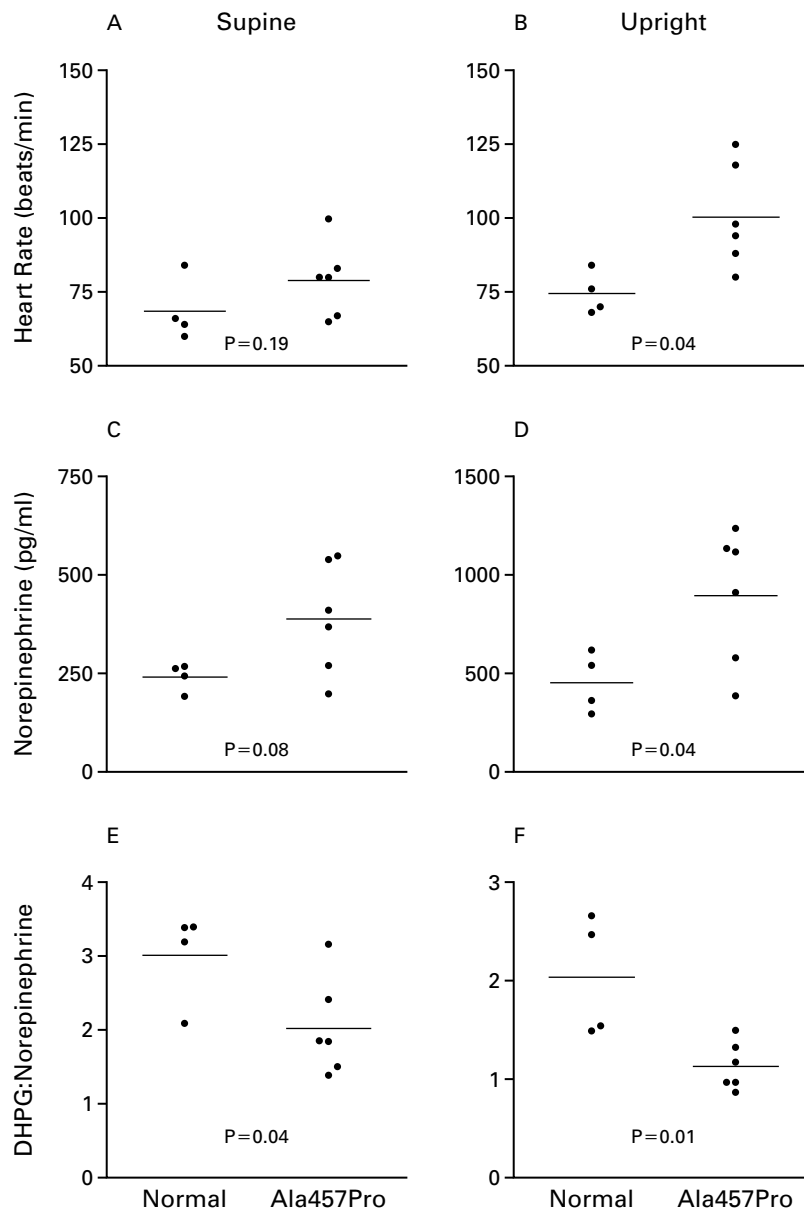 A Supine
B Upright
Heart Rate (beats/min)
150
125
100
75
50
P=0.19
150
125
100
75
50
P=0.04
C
D
Norepinephrine (pg/ml)
750
500
250
0
P=0.08
1500
1000
500
0
P=0.04
E
F
DHPG:Norepinephrine
4
3
2
1
0
P=0.04
Normal Ala457Pro
3
2
1
0
P=0.01
Normal Ala457Pro